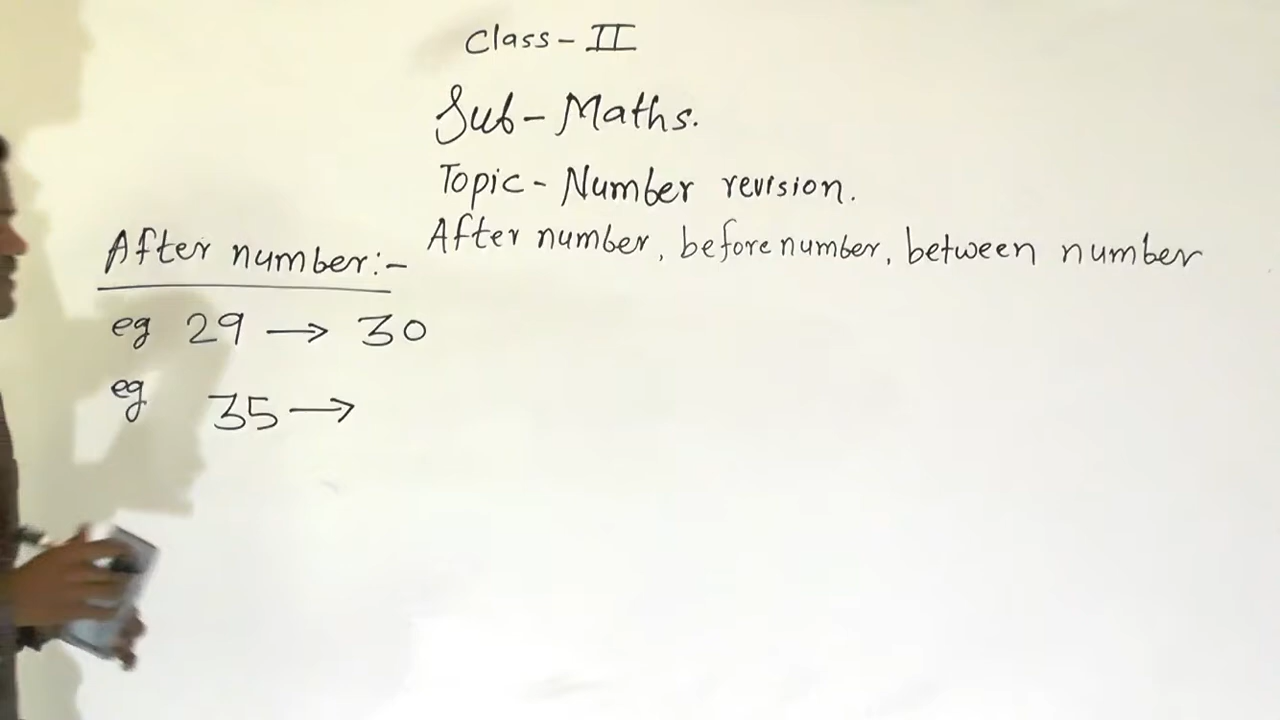 Class - II
Sub - Maths.
Topic - Number revision.
After number, before number, between number
After number:-
eg 29 → 30
eg 35 →